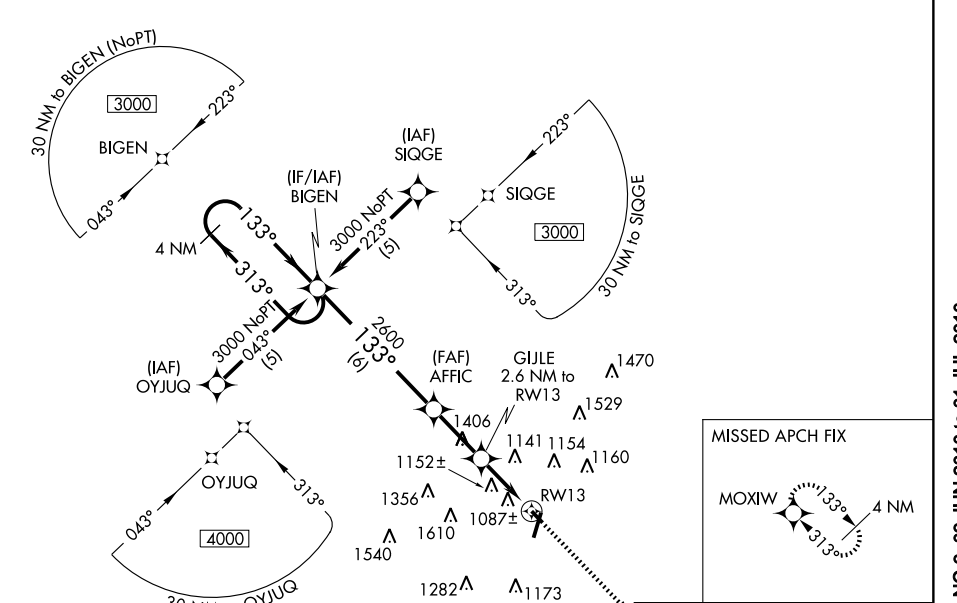 30 NM to BIGEN (NoPT)
3000
223°
BIGEN
043°
(IAF)
SIQGE
223°
SIQGE
3000
30 NM to SIQGE
313°
(IF/IAF)
BIGEN
3000 NoPT
223°
(5)
133°
4 NM
313°
3000 NoPT
043°
(5)
(IAF)
OYJUQ
2600
133°
(6)
(FAF)
AFFIC
GIJLE
2.6 NM to
RW13
1470
1529
1406
1141
1154
1160
1152±
1356
1087±
RW13
1610
1540
1282
1173
OYJUQ
043°
313°
4000
MISSED APCH FIX
MOXIW
133°
313°
4 NM